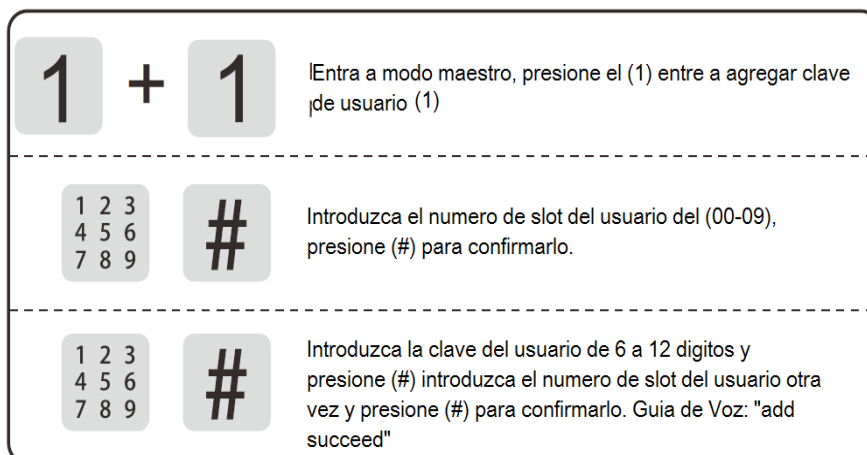 1 + 1
Entra a modo maestro, presione el (1) entre a agregar clave
de usuario (1)
1 2 3
4 5 6
7 8 9
#
Introduzca el numero de slot del usuario del (00-09),
presione (#) para confirmarlo.
1 2 3
4 5 6
7 8 9
#
Introduzca la clave del usuario de 6 a 12 digitos y
presione (#) introduzca el numero de slot del usuario otra
vez y presione (#) para confirmarlo. Guia de Voz: "add
succeed"